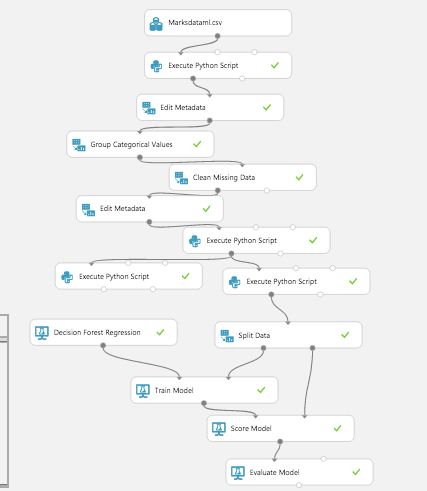 Marksdataml.csv
Execute Python Script
Edit Metadata
Group Categorical Values
Clean Missing Data
Edit Metadata
Execute Python Script
Execute Python Script
Execute Python Script
Decision Forest Regression
Split Data
Train Model
Score Model
Evaluate Model